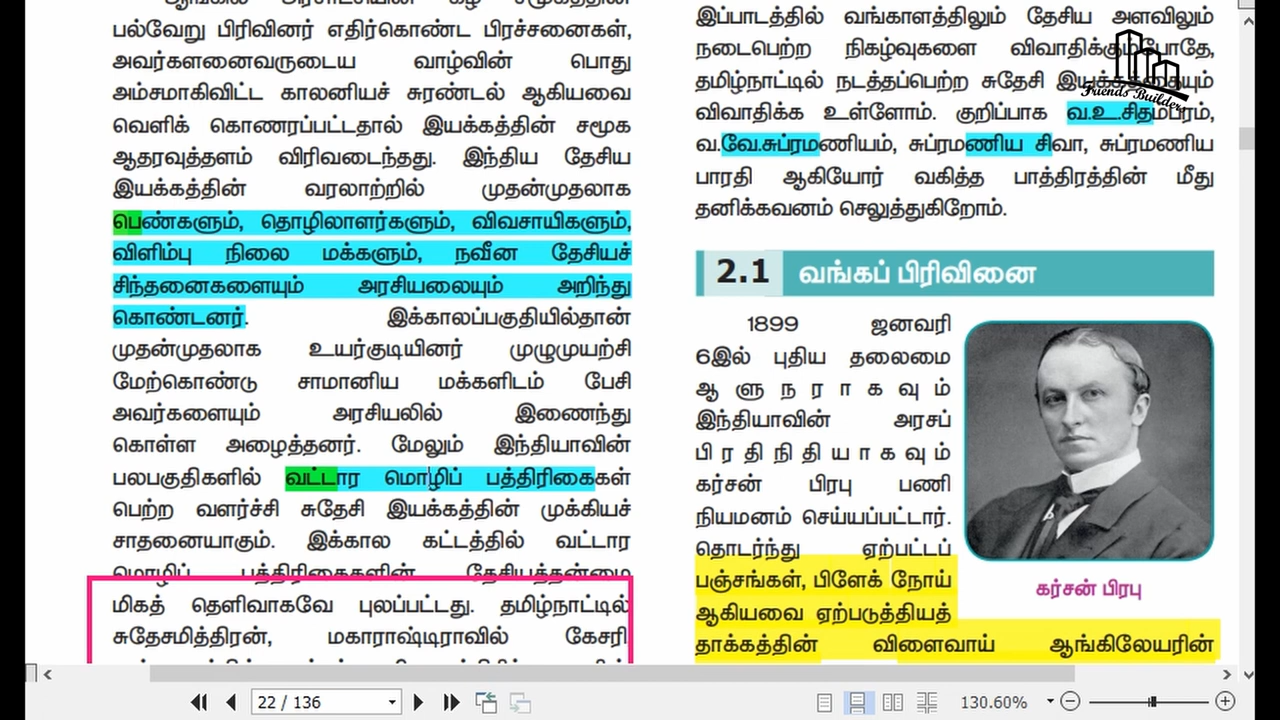 பல்வேறு பிரிவினர் எதிர்கொண்ட பிரச்சனைகள்,
அவர்களனைவருடைய வாழ்வின் பொது
அம்சமாகிவிட்ட காலனியச் சுரண்டல் ஆகியவை
வெளிக் கொணரப்பட்டதால் இயக்கத்தின் சமூக
ஆதரவுத்தளம் விரிவடைந்தது. இந்திய தேசிய
இயக்கத்தின் வரலாற்றில் முதன்முதலாக
பெண்களும், தொழிலாளர்களும், விவசாயிகளும்,
விளிம்பு நிலை மக்களும், நவீன தேசியச்
சிந்தனைகளையும் அரசியலையும் அறிந்து
கொண்டனர். இக்காலப்பகுதியில்தான்
முதன்முதலாக உயர்குடியினர் முழுமுயற்சி
மேற்கொண்டு சாமானிய மக்களிடம் பேசி
அவர்களையும் அரசியலில் இணைந்து
கொள்ள அழைத்தனர். மேலும் இந்தியாவின்
பலபகுதிகளில் வட்டார மொழிப் பத்திரிகைகள்
பெற்ற வளர்ச்சி சுதேசி இயக்கத்தின் முக்கியச்
சாதனையாகும். இக்கால கட்டத்தில் வட்டார
மொழிப் பத்திரிகைகளின் தேசியத்தன்மை
மிகத் தெளிவாகவே புலப்பட்டது. தமிழ்நாட்டில்
சுதேசமித்திரன், மகாராஷ்டிராவில் கேசரி
இப்பாடத்தில் வங்காளத்திலும் தேசிய அளவிலும்
நடைபெற்ற நிகழ்வுகளை விவாதிக்கும்போதே,
தமிழ்நாட்டில் நடத்தப்பெற்ற சுதேசி இயக்கத்தையும்
விவாதிக்க உள்ளோம். குறிப்பாக வ.உ.சிதம்பரம்,
வ.வே.சுப்ரமணியம், சுப்ரமணிய சிவா, சுப்ரமணிய
பாரதி ஆகியோர் வகித்த பாத்திரத்தின் மீது
தனிக்கவனம் செலுத்துகிறோம்.
Friends Builders
2.1 வங்கப் பிரிவினை
1899 ஜனவரி
6இல் புதிய தலைமை
ஆளுநராகவும்
இந்தியாவின் அரசப்
பிரதிநிதியாகவும்
கர்சன் பிரபு பணி
நியமனம் செய்யப்பட்டார்.
தொடர்ந்து ஏற்பட்டப்
பஞ்சங்கள், பிளேக் நோய்
ஆகியவை ஏற்படுத்தியத்
தாக்கத்தின் விளைவாய் ஆங்கிலேயரின்
கர்சன் பிரபு
22 / 136
130.60%